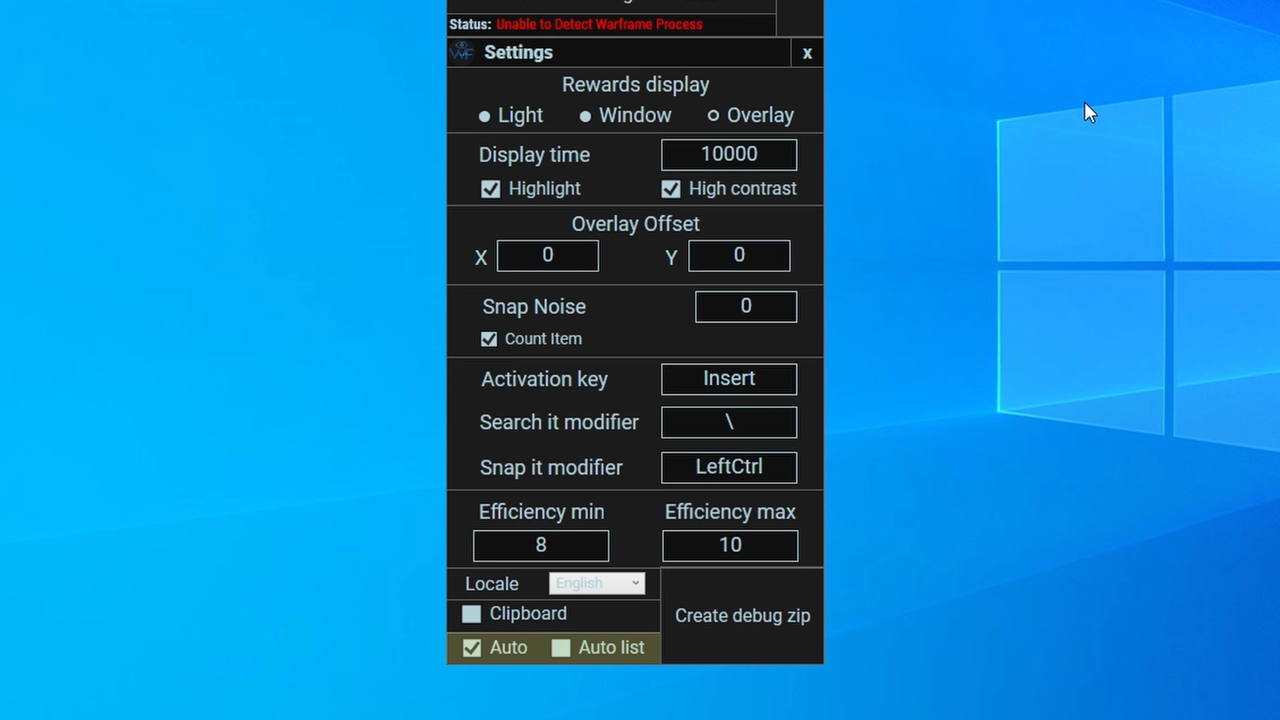 Status: Unable to Detect Warframe Process
Settings x
Rewards display
Light Window Overlay
Display time 10000
Highlight High contrast
Overlay Offset
X 0 Y 0
Snap Noise 0
Count Item
Activation key Insert
Search it modifier \
Snap it modifier LeftCtrl
Efficiency min Efficiency max
8 10
Locale English
Clipboard
Create debug zip
Auto Auto list